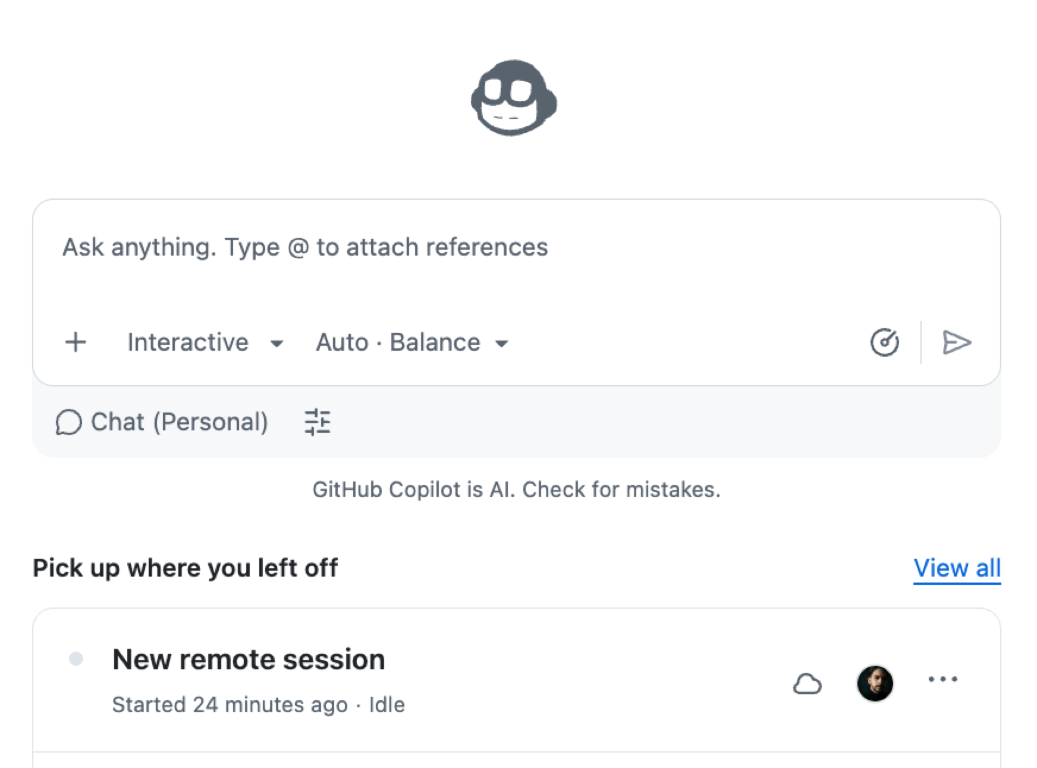 Ask anything. Type @ to attach references
Interactive
Auto · Balance
Chat (Personal)
GitHub Copilot is AI. Check for mistakes.
Pick up where you left off
View all
New remote session
Started 24 minutes ago · Idle